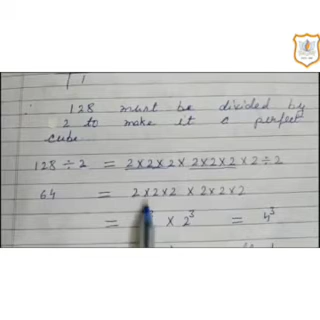 ∴ 128 must be divided by
2 to make it a perfect
cube
128 ÷ 2 = 2 × 2 × 2 × 2 × 2 × 2 × 2 ÷ 2
64 = 2 × 2 × 2 × 2 × 2 × 2
= × 2³ = 4³